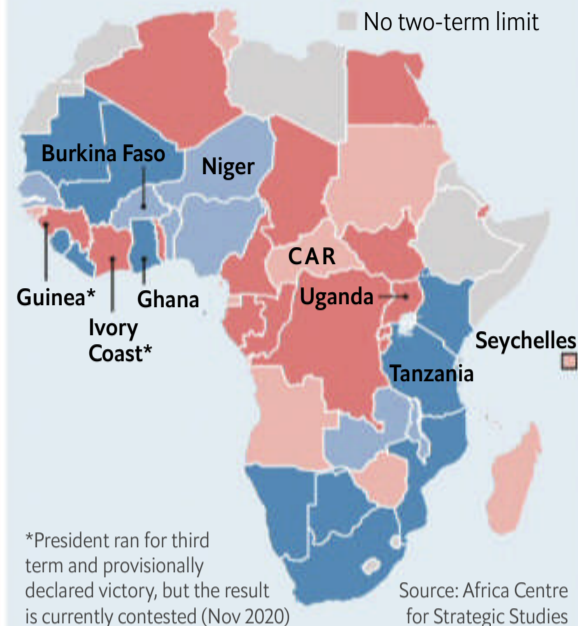 No two-term limit
Burkina Faso
Niger
CAR
Guinea*
Ghana
Uganda
Ivory
Coast*
Seychelles
Tanzania
*President ran for third
term and provisionally
declared victory, but the result
is currently contested (Nov 2020)
Source: Africa Centre
for Strategic Studies